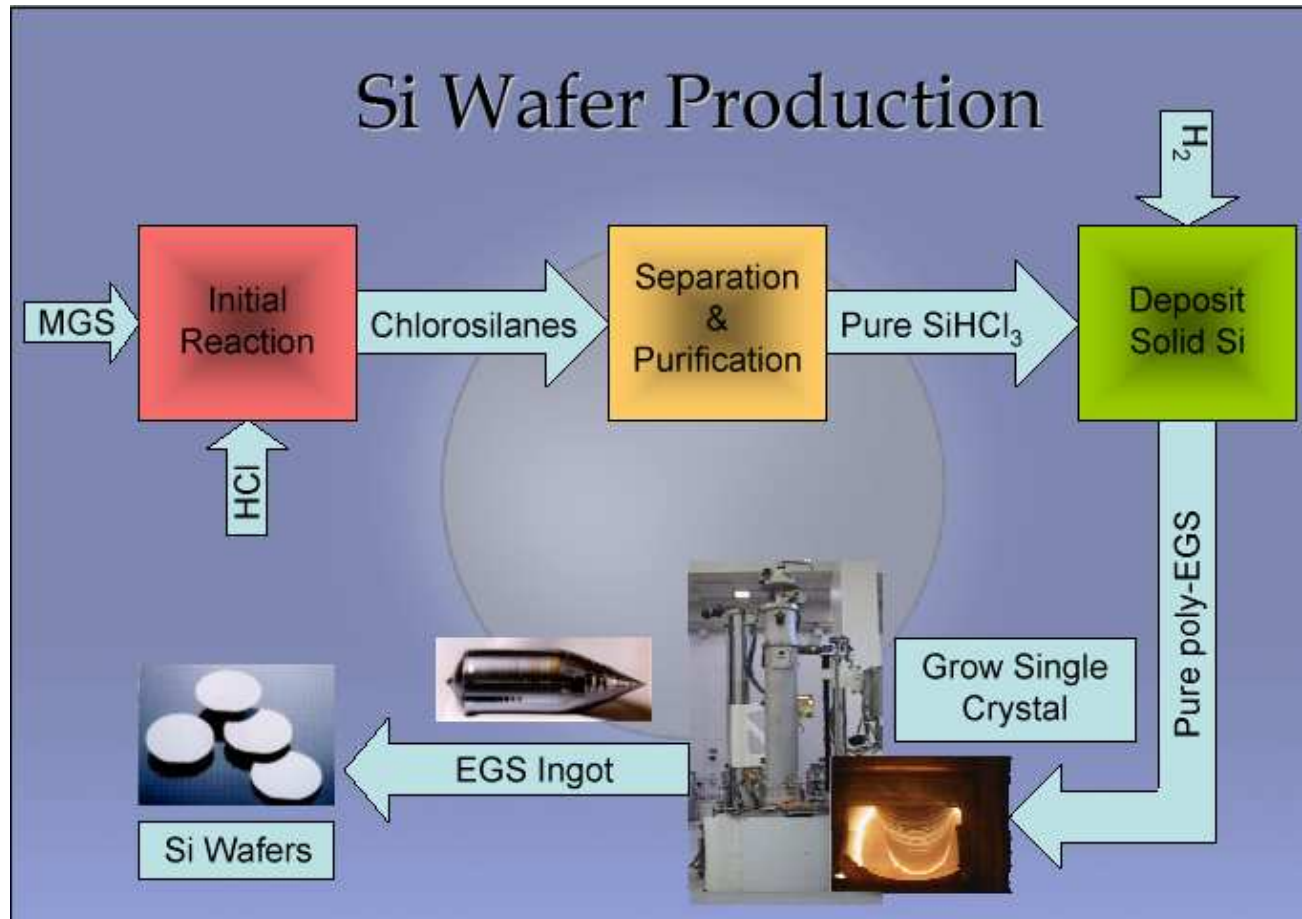 Si Wafer Production
H₂
MGS
Initial
Reaction
HCl
Chlorosilanes
Separation
&
Purification
Pure SiHCl₃
Deposit
Solid Si
Pure poly-EGS
Grow Single
Crystal
EGS Ingot
Si Wafers